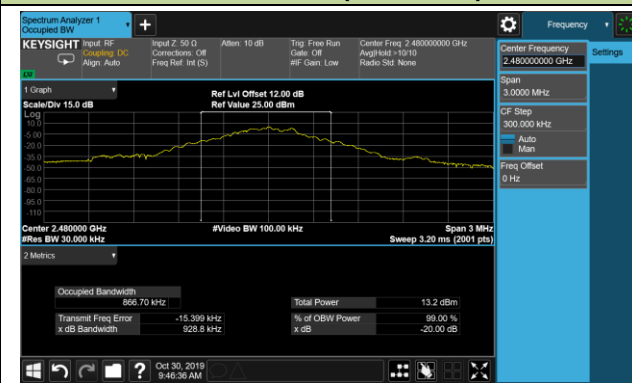 Spectrum Analyzer 1
Occupied BW
+
Frequency
KEYSIGHT
Input: RF
Coupling: DC
Align: Auto
Input Z: 50 Ω
Corrections: Off
Freq Ref: Int (S)
Atten: 10 dB
Trig: Free Run
Gate: Off
#IF Gain: Low
Center Freq: 2.480000000 GHz
Avg|Hold:>10/10
Radio Std: None
Center Frequency
2.480000000 GHz
Settings
Span
3.0000 MHz
CF Step
300.000 kHz
Auto
Man
Freq Offset
0 Hz
1 Graph
Scale/Div 15.0 dB
Ref Lvl Offset 12.00 dB
Ref Value 25.00 dBm
Log
10.0
-5.00
-20.0
-35.0
-50.0
-65.0
-80.0
-95.0
-110
Center 2.480000 GHz
#Res BW 30.000 kHz
#Video BW 100.00 kHz
Span 3 MHz
Sweep 3.20 ms (2001 pts)
2 Metrics
Occupied Bandwidth
866.70 kHz
Total Power 13.2 dBm
Transmit Freq Error -15.399 kHz
% of OBW Power 99.00 %
x dB Bandwidth 928.8 kHz
x dB -20.00 dB
?
Oct 30, 2019
9:46:36 AM